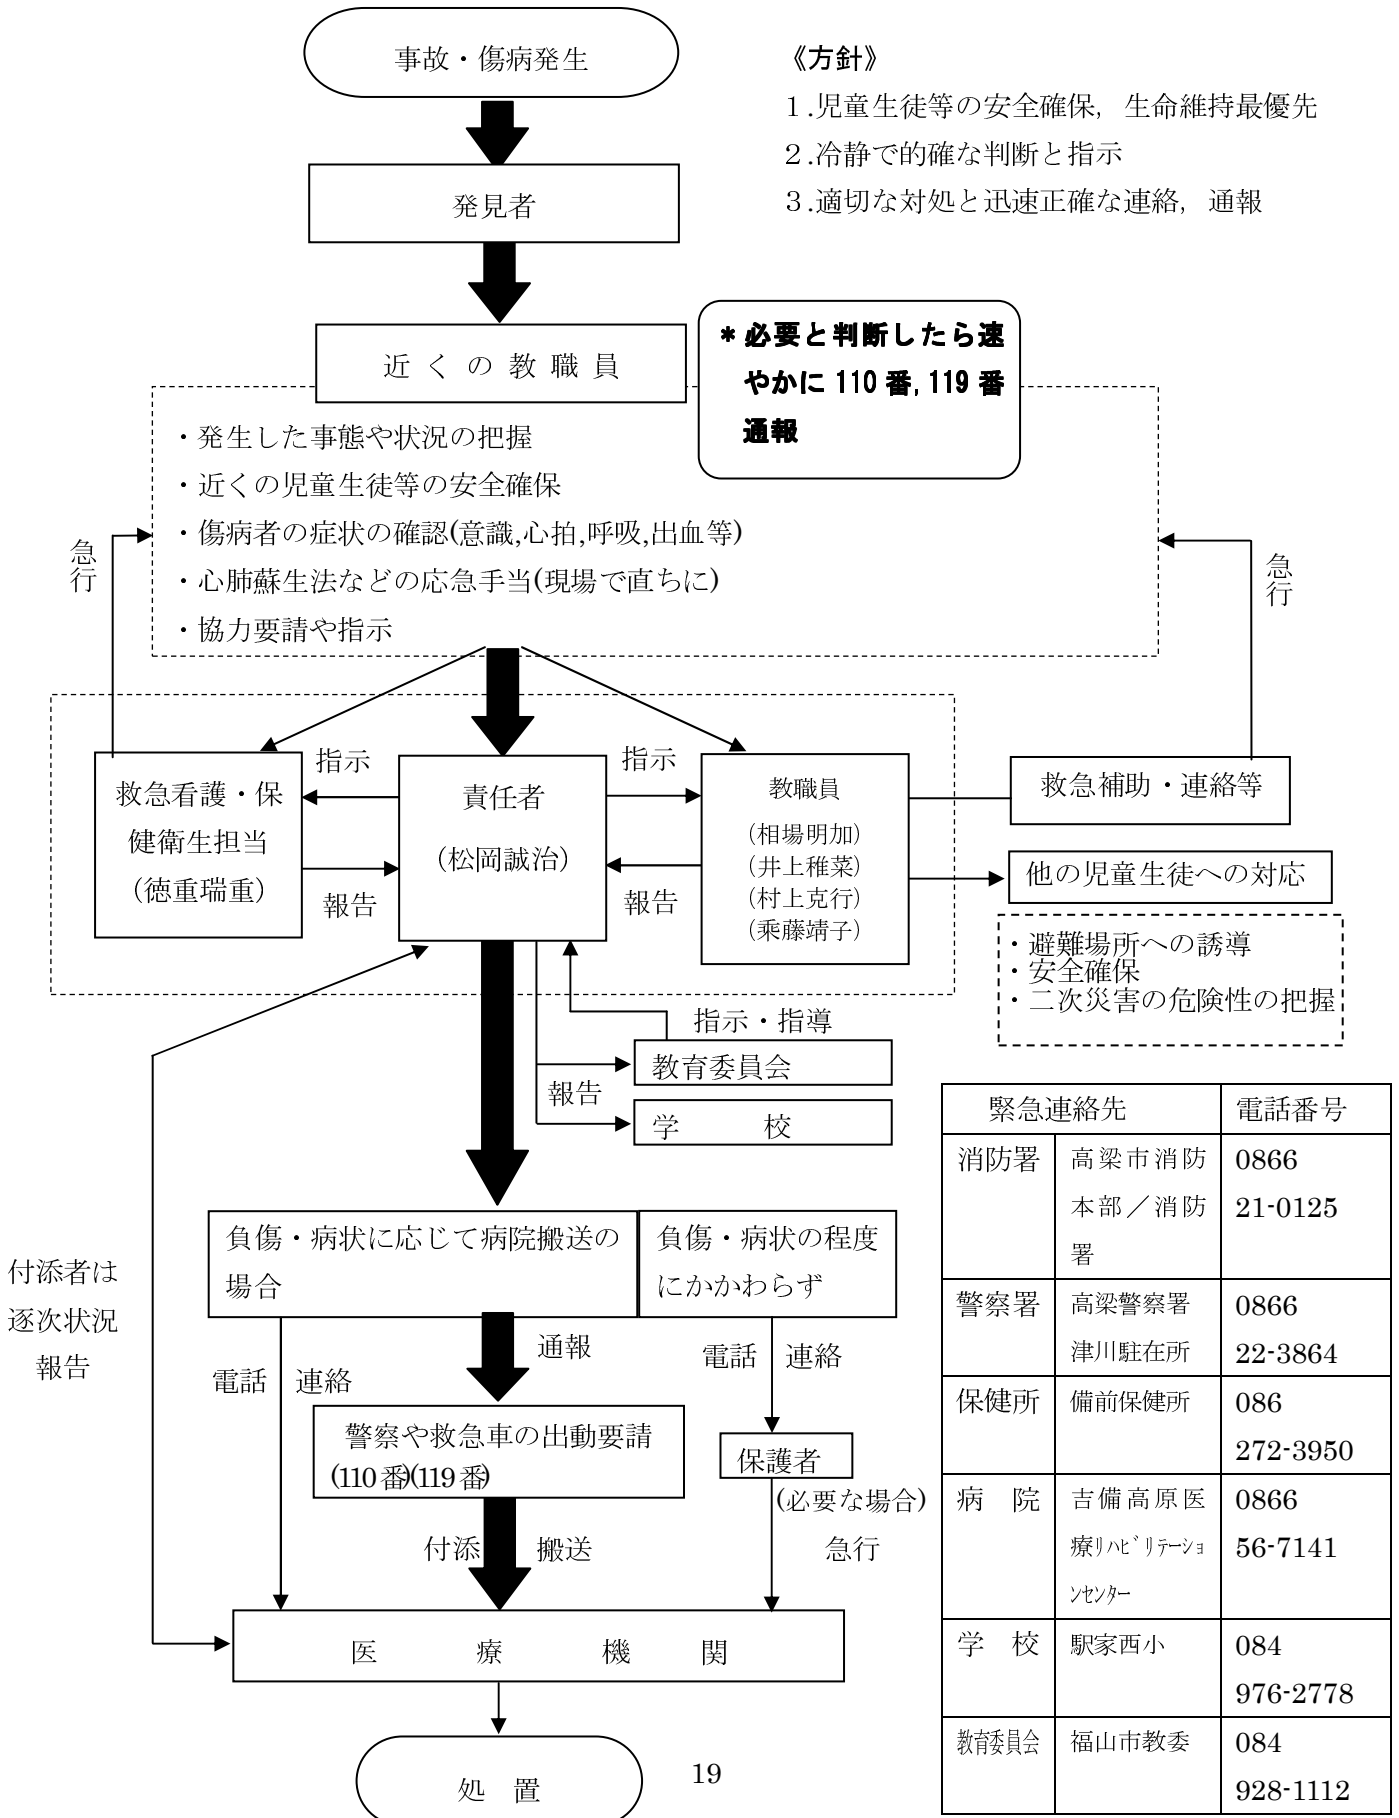 事故・傷病発生
《方針》
１.児童生徒等の安全確保，生命維持最優先
２.冷静で的確な判断と指示
３.適切な対処と迅速正確な連絡，通報
発見者
近くの教職員
＊必要と判断したら速
やかに 110 番，119 番
通報
・発生した事態や状況の把握
・近くの児童生徒等の安全確保
・傷病者の症状の確認(意識,心拍,呼吸,出血等)
・心肺蘇生法などの応急手当(現場で直ちに)
・協力要請や指示
急行
急行
指示
指示
救急看護・保
健衛生担当
（徳重瑞重）
報告
責任者
（松岡誠治）
教職員
（相場明加）
（井上稚菜）
（村上克行）
（乘藤靖子）
報告
救急補助・連絡等
他の児童生徒への対応
・避難場所への誘導
・安全確保
・二次災害の危険性の把握
指示・指導
教育委員会
報告
学　　　校
負傷・病状に応じて病院搬送の
場合
負傷・病状の程度
にかかわらず
付添者は
逐次状況
報告
通報
電話　連絡
電話　連絡
警察や救急車の出動要請
(110 番)(119 番)
保護者
(必要な場合)
急行
付添　　搬送
医　　療　　機　　関
処　置
緊急連絡先　電話番号
消防署　高梁市消防　0866
本部／消防　21-0125
署
警察署　高梁警察署　0866
津川駐在所　22-3864
保健所　備前保健所　086
272-3950
病　院　吉備高原医　0866
療ﾘﾊﾋﾞﾘﾃｰｼｮ　56-7141
ﾝｾﾝﾀｰ
学　校　駅家西小　084
976-2778
教育委員会　福山市教委　084
928-1112
19